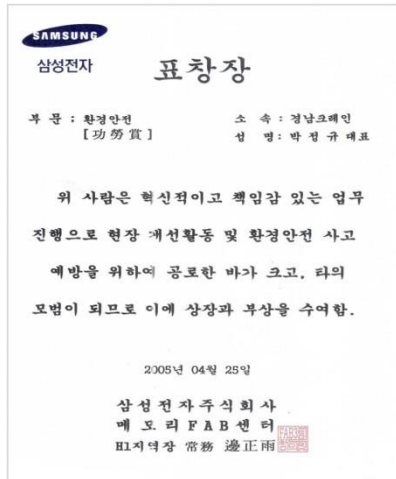 SAMSUNG
삼성전자
표창장
부 문 : 환경안전
[功勞賞]
소 속 : 경남크레인
성 명 : 박정규대표
위 사람은 혁신적이고 책임감 있는 업무
진행으로 현장 개선활동 및 환경안전 사고
예방을 위하여 공로한 바가 크고, 타의
모범이 되므로 이에 상장과 부상을 수여함.
2005년 04월 25일
삼성전자주식회사
메모리FAB센터
H1지역장 常務 邊正雨